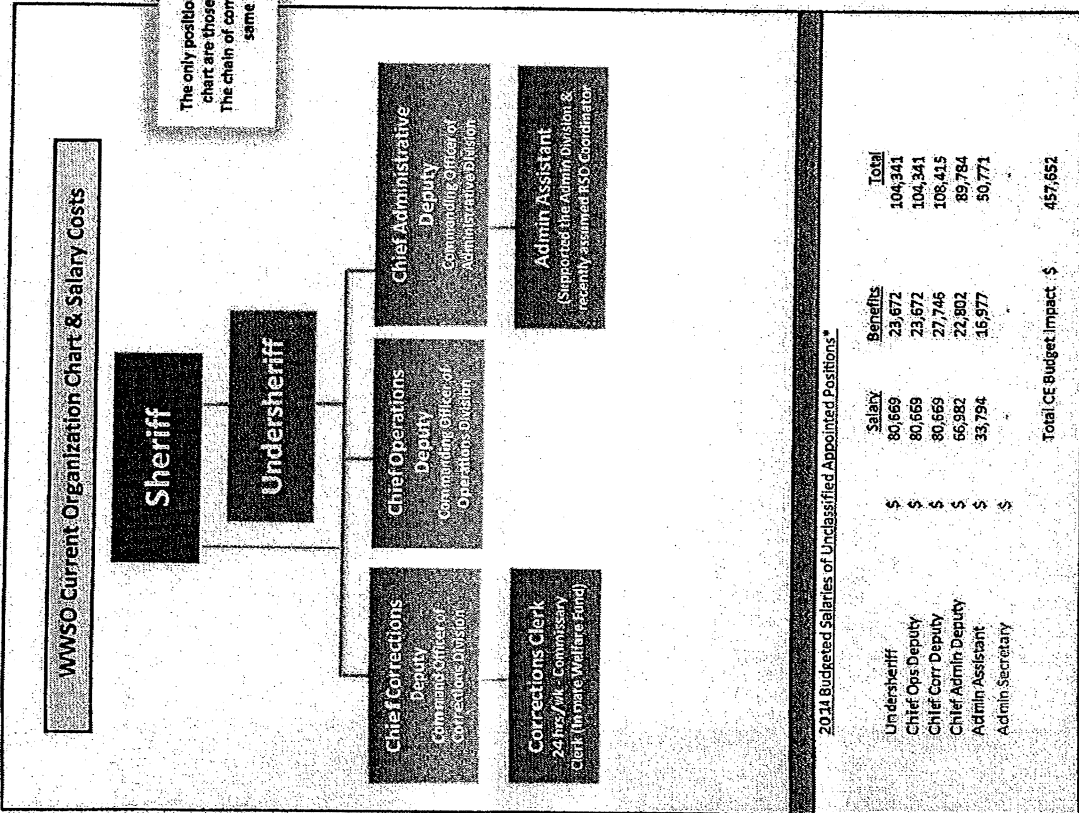 WWSO Current Organization Chart & Salary Costs
The only position
chart are those
The chain of com
same
Sheriff
Undersheriff
Chief Corrections
Deputy
Command Officer of
Corrections Division
Chief Operations
Deputy
Commanding Officer of
Operations Division
Chief Administrative
Deputy
Commanding Officer of
Administrative Division
Corrections Clerk
24 hrs/wk - Commissary
Clerk (Inmate Welfare Fund)
Admin Assistant
(Supported the Admin Division &
recently assumed RSO Coordinator
2014 Budgeted Salaries of Unclassified Appointed Positions*
Salary Benefits Total
Undersheriff $ 80,669 23,672 104,341
Chief Ops Deputy $ 80,669 23,672 104,341
Chief Corr Deputy $ 80,669 27,746 108,415
Chief Admin Deputy $ 66,982 22,802 89,784
Admin Assistant $ 33,794 16,977 50,771
Admin Secretary $ - - -
Total CE Budget Impact $ 457,652